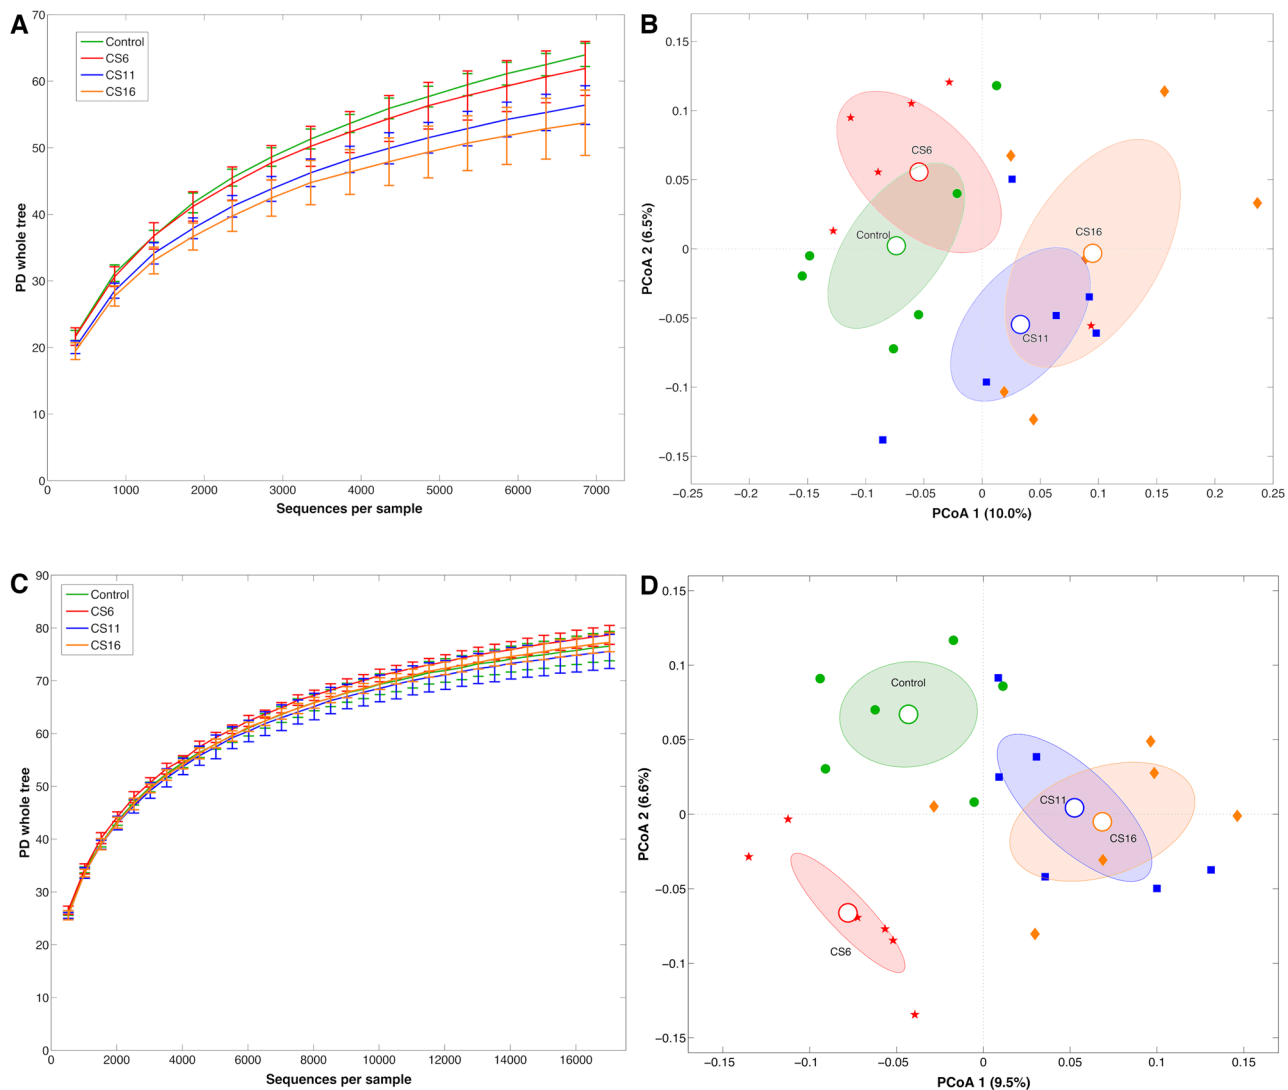 A
70
60
50
40
30
20
10
0
PD whole tree
Control
CS6
CS11
CS16
1000 2000 3000 4000 5000 6000 7000
Sequences per sample
B
0.15
0.1
0.05
0
−0.05
−0.1
−0.15
PCoA 2 (6.5%)
CS6
Control
CS16
CS11
−0.25 −0.2 −0.15 −0.1 −0.05 0 0.05 0.1 0.15 0.2 0.25
PCoA 1 (10.0%)
C
90
80
70
60
50
40
30
20
10
0
PD whole tree
Control
CS6
CS11
CS16
2000 4000 6000 8000 10000 12000 14000 16000
Sequences per sample
D
0.15
0.1
0.05
0
−0.05
−0.1
−0.15
PCoA 2 (6.6%)
Control
CS11
CS16
CS6
−0.15 −0.1 −0.05 0 0.05 0.1 0.15
PCoA 1 (9.5%)